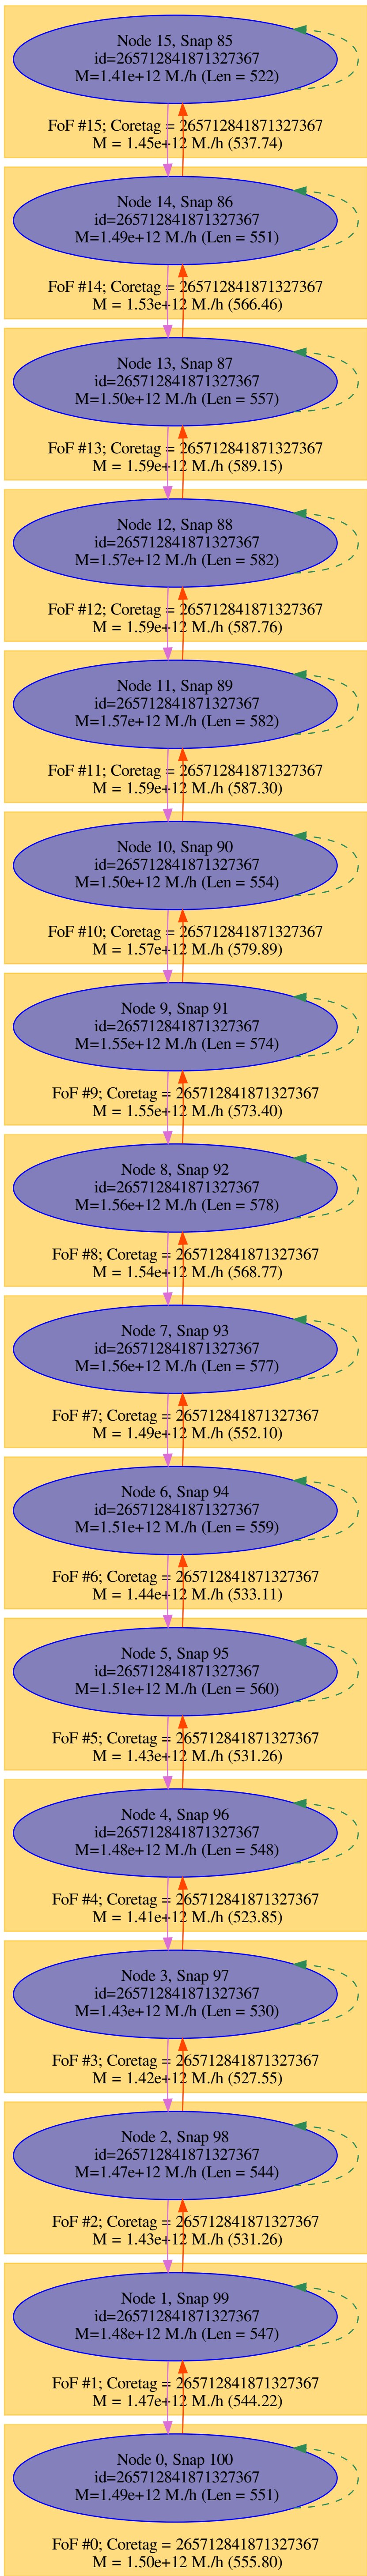 Node 15, Snap 85
id=265712841871327367
M=1.41e+12 M./h (Len = 522)
FoF #15; Coretag = 265712841871327367
M = 1.45e+12 M./h (537.74)
Node 14, Snap 86
id=265712841871327367
M=1.49e+12 M./h (Len = 551)
FoF #14; Coretag = 265712841871327367
M = 1.53e+12 M./h (566.46)
Node 13, Snap 87
id=265712841871327367
M=1.50e+12 M./h (Len = 557)
FoF #13; Coretag = 265712841871327367
M = 1.59e+12 M./h (589.15)
Node 12, Snap 88
id=265712841871327367
M=1.57e+12 M./h (Len = 582)
FoF #12; Coretag = 265712841871327367
M = 1.59e+12 M./h (587.76)
Node 11, Snap 89
id=265712841871327367
M=1.57e+12 M./h (Len = 582)
FoF #11; Coretag = 265712841871327367
M = 1.59e+12 M./h (587.30)
Node 10, Snap 90
id=265712841871327367
M=1.50e+12 M./h (Len = 554)
FoF #10; Coretag = 265712841871327367
M = 1.57e+12 M./h (579.89)
Node 9, Snap 91
id=265712841871327367
M=1.55e+12 M./h (Len = 574)
FoF #9; Coretag = 265712841871327367
M = 1.55e+12 M./h (573.40)
Node 8, Snap 92
id=265712841871327367
M=1.56e+12 M./h (Len = 578)
FoF #8; Coretag = 265712841871327367
M = 1.54e+12 M./h (568.77)
Node 7, Snap 93
id=265712841871327367
M=1.56e+12 M./h (Len = 577)
FoF #7; Coretag = 265712841871327367
M = 1.49e+12 M./h (552.10)
Node 6, Snap 94
id=265712841871327367
M=1.51e+12 M./h (Len = 559)
FoF #6; Coretag = 265712841871327367
M = 1.44e+12 M./h (533.11)
Node 5, Snap 95
id=265712841871327367
M=1.51e+12 M./h (Len = 560)
FoF #5; Coretag = 265712841871327367
M = 1.43e+12 M./h (531.26)
Node 4, Snap 96
id=265712841871327367
M=1.48e+12 M./h (Len = 548)
FoF #4; Coretag = 265712841871327367
M = 1.41e+12 M./h (523.85)
Node 3, Snap 97
id=265712841871327367
M=1.43e+12 M./h (Len = 530)
FoF #3; Coretag = 265712841871327367
M = 1.42e+12 M./h (527.55)
Node 2, Snap 98
id=265712841871327367
M=1.47e+12 M./h (Len = 544)
FoF #2; Coretag = 265712841871327367
M = 1.43e+12 M./h (531.26)
Node 1, Snap 99
id=265712841871327367
M=1.48e+12 M./h (Len = 547)
FoF #1; Coretag = 265712841871327367
M = 1.47e+12 M./h (544.22)
Node 0, Snap 100
id=265712841871327367
M=1.49e+12 M./h (Len = 551)
FoF #0; Coretag = 265712841871327367
M = 1.50e+12 M./h (555.80)